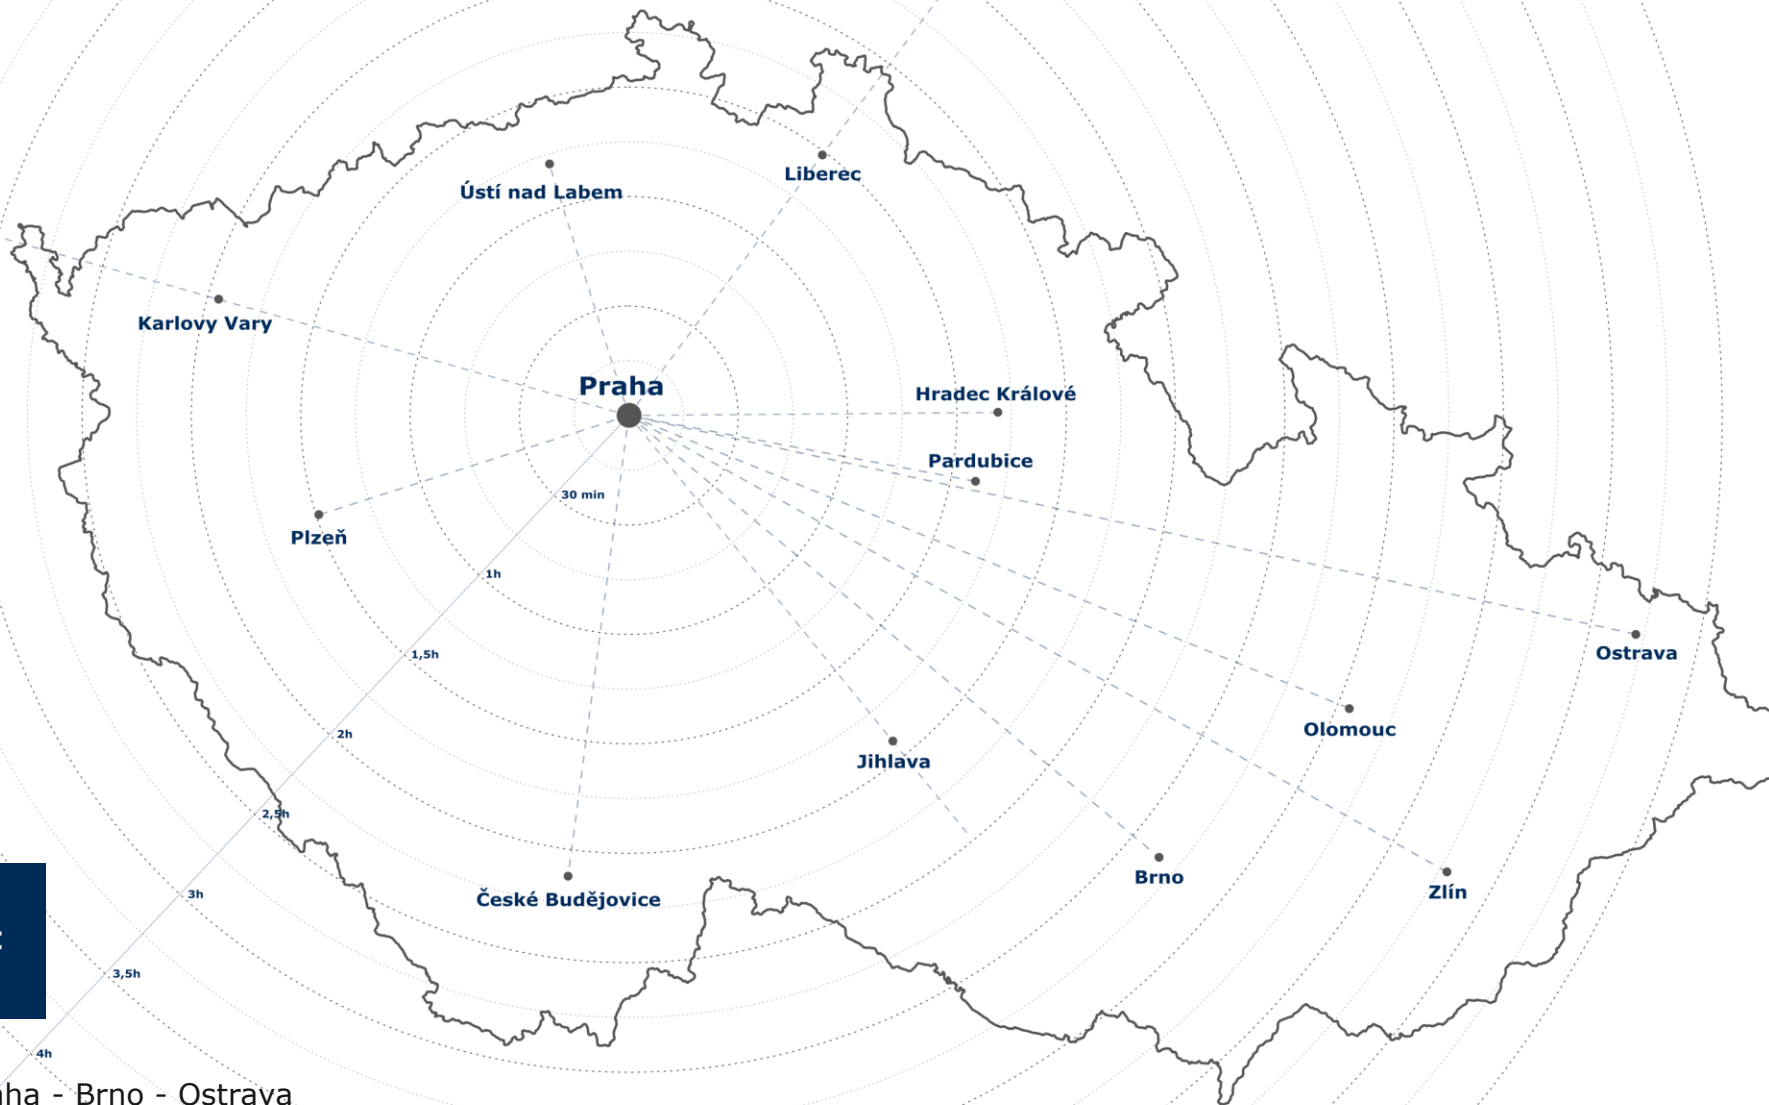 Liberec
Ústí nad Labem
Karlovy Vary
Praha
Hradec Králové
Pardubice
30 min
Plzeň
1h
1,5h
Ostrava
Olomouc
2h
Jihlava
2,5h
Brno
Zlín
České Budějovice
3h
3,5h
4h
- Brno - Ostrava